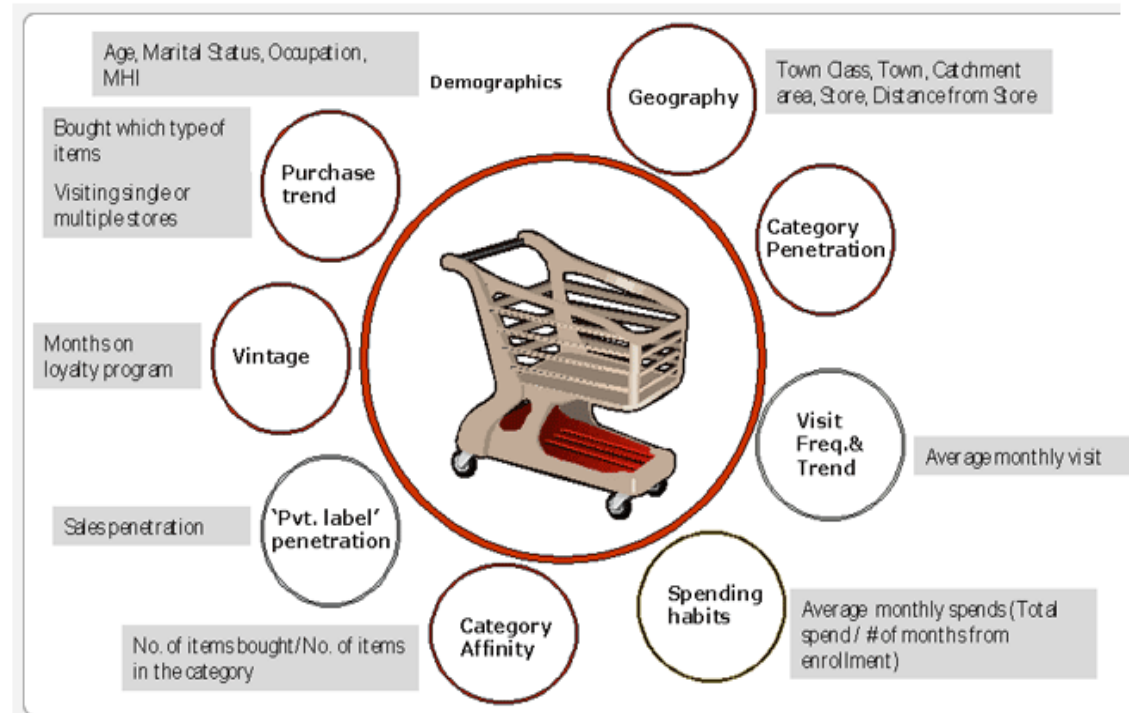 Age, Marital Status, Occupation,
MHI
Demographics
Geography
Town Class, Town, Catchment
area, Store, Distance from Store
Bought which type of
items
Visiting single or
multiple stores
Purchase
trend
Category
Penetration
Months on
loyalty program
Vintage
Visit
Freq.&
Trend
Average monthly visit
Sales penetration
‘Pvt. label’
penetration
Spending
habits
Average monthly spends (Total
spend / # of months from
enrollment)
Category
Affinity
No. of items bought/No. of items
in the category